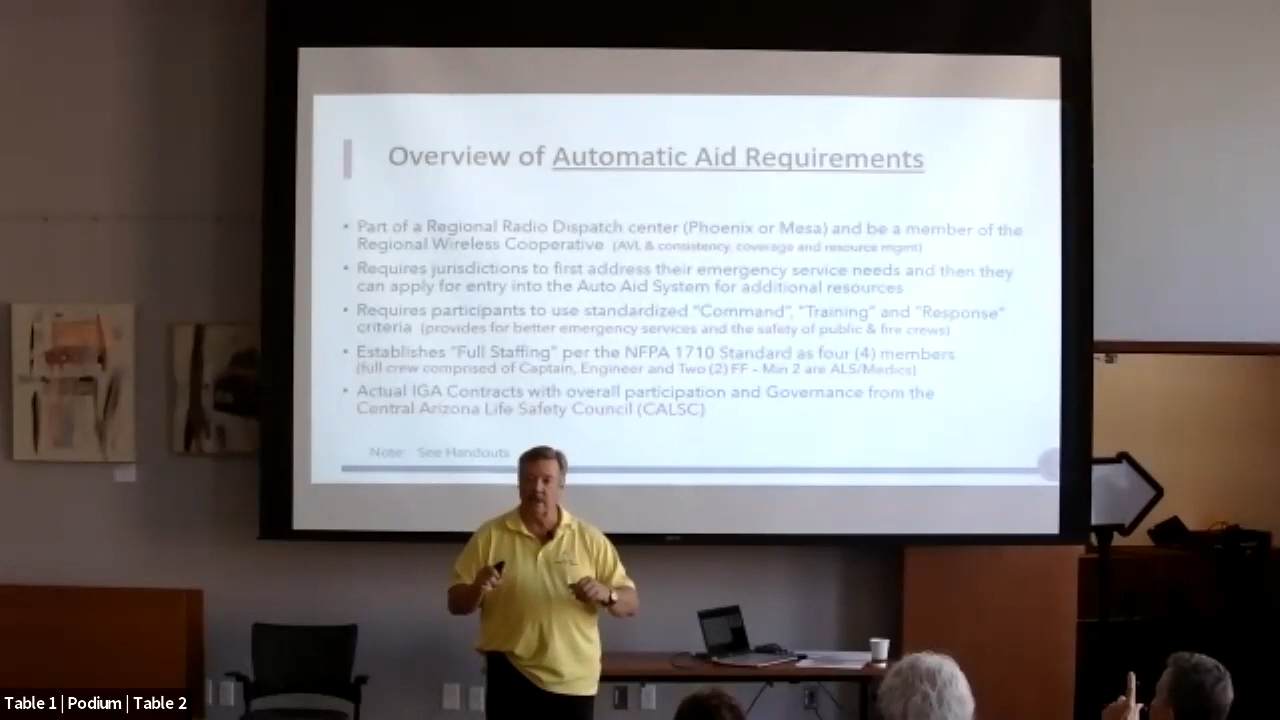 Overview of Automatic Aid Requirements
• Part of a Regional Radio Dispatch center (Phoenix or Mesa) and be a member of the
Regional Wireless Cooperative (AVL & consistency, coverage and resource mgmt)
• Requires jurisdictions to first address their emergency service needs and then they
can apply for entry into the Auto Aid System for additional resources
• Requires participants to use standardized "Command", "Training" and "Response"
criteria (provides for better emergency services and the safety of public & fire crews)
• Establishes "Full Staffing" per the NFPA 1710 Standard as four (4) members
(full crew comprised of Captain, Engineer and Two (2) FF – Min 2 are ALS/Medics)
• Actual IGA Contracts with overall participation and Governance from the
Central Arizona Life Safety Council (CALSC)
Note: See Handouts
Table 1 | Podium | Table 2